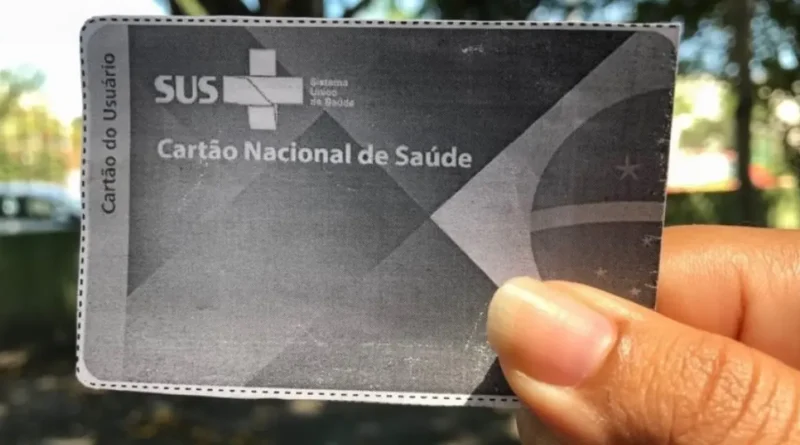 Cartão do Usuário
SUS
Sistema
Único
de Saúde
Cartão Nacional de Saúde